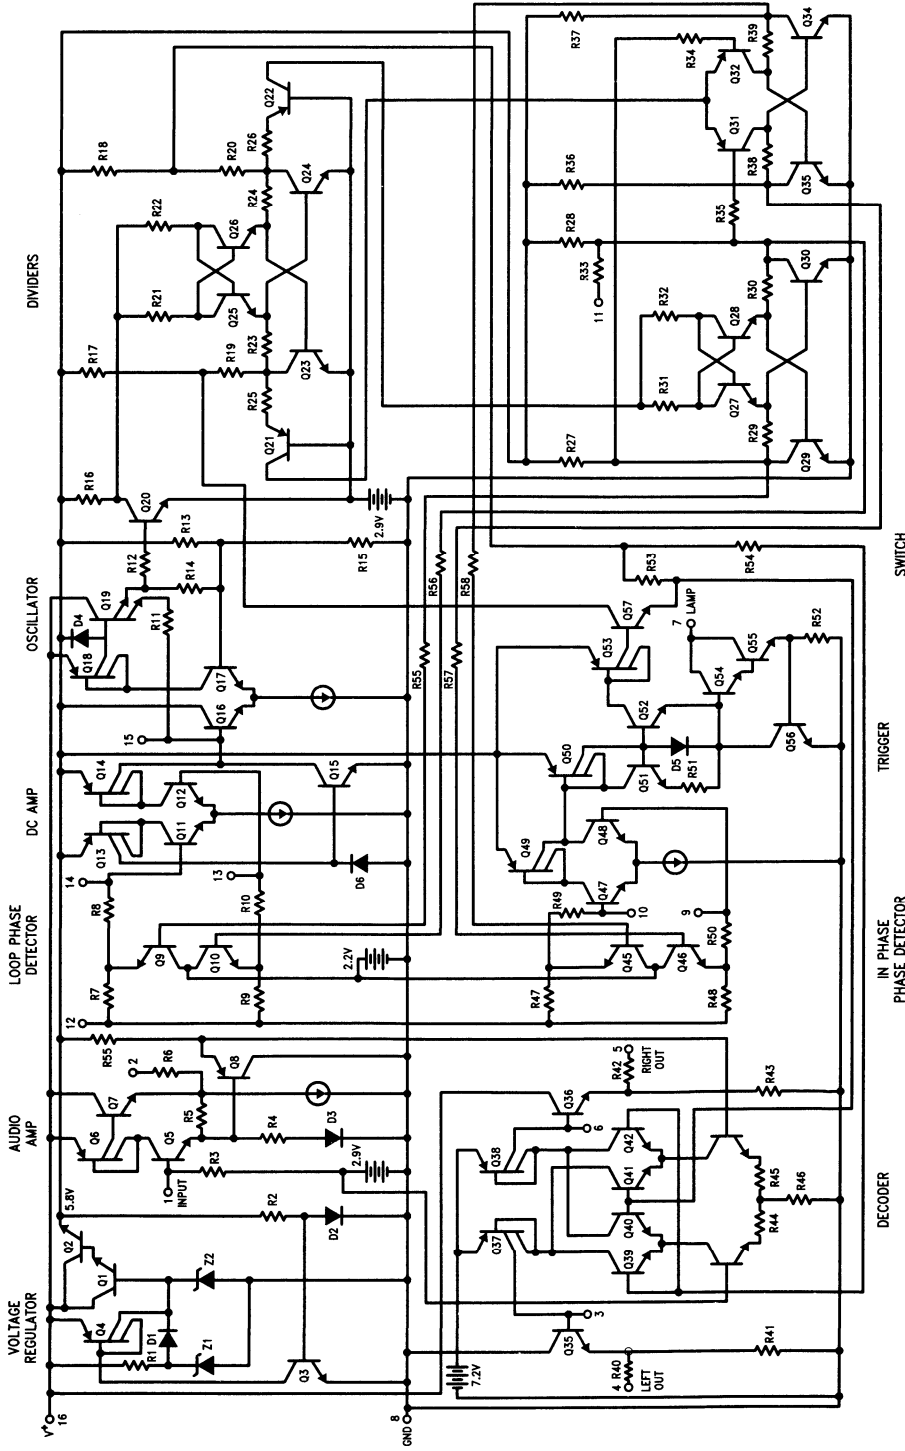 VOLTAGE
REGULATOR
AUDIO
AMP
LOOP PHASE
DETECTOR
DC AMP
OSCILLATOR
DIVIDERS
V+
16
Q4
R1
D1
Z1
Z2
Q1
Q2
5.8V
Q3
R2
D2
8
GND
Q6
Q7
Q5
1
INPUT
R3
R4
R5
R6
2
Q8
D3
2.9V
R55
12
R7
R8
14
Q9
Q10
R9
R10
13
2.2V
Q13
Q14
Q11
Q12
D6
Q15
15
Q16
Q17
Q18
D4
Q19
R11
R12
R14
R13
R15
R16
Q20
2.9V
R17
R18
R21
R22
R19
R20
Q25
Q26
Q21
R25
R23
R24
R26
Q22
Q23
Q24
R55
R56
R57
R58
7.2V
4
R40
LEFT
OUT
Q35
3
R41
Q37
Q38
Q39
Q40
Q41
Q42
6
Q36
R42
5
RIGHT
OUT
R43
R44
R45
R46
R47
R48
Q45
Q46
R49
R50
10
9
Q47
Q48
Q49
Q50
Q51
R51
D5
Q52
Q53
Q57
Q54
Q55
Q56
R52
7
LAMP
R53
R54
R27
R28
R33
11
R31
R32
Q27
Q28
R29
R30
Q29
Q30
R35
R36
R37
R34
Q31
Q32
R38
R39
Q35
Q34
DECODER
IN PHASE
PHASE DETECTOR
TRIGGER
SWITCH